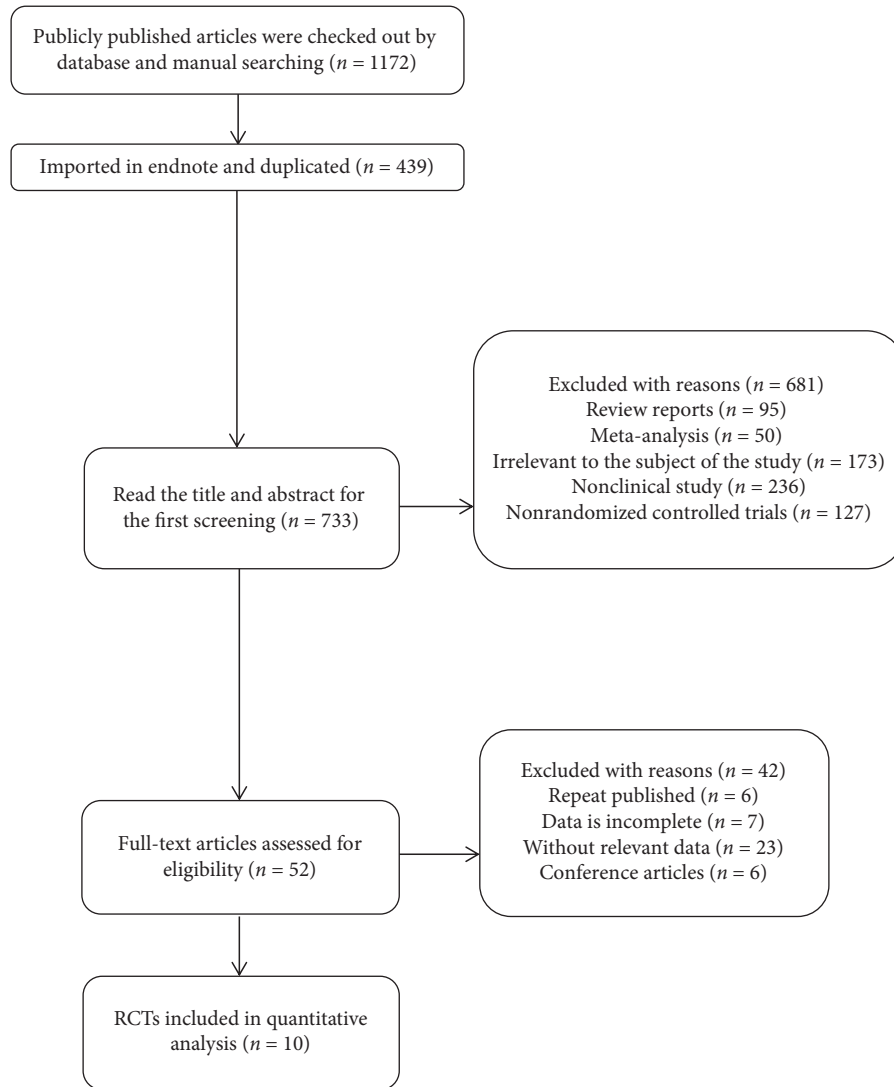 Publicly published articles were checked out by
database and manual searching (n = 1172)
Imported in endnote and duplicated (n = 439)
Read the title and abstract for
the first screening (n = 733)
Excluded with reasons (n = 681)
Review reports (n = 95)
Meta-analysis (n = 50)
Irrelevant to the subject of the study (n = 173)
Nonclinical study (n = 236)
Nonrandomized controlled trials (n = 127)
Full-text articles assessed for
eligibility (n = 52)
Excluded with reasons (n = 42)
Repeat published (n = 6)
Data is incomplete (n = 7)
Without relevant data (n = 23)
Conference articles (n = 6)
RCTs included in quantitative
analysis (n = 10)